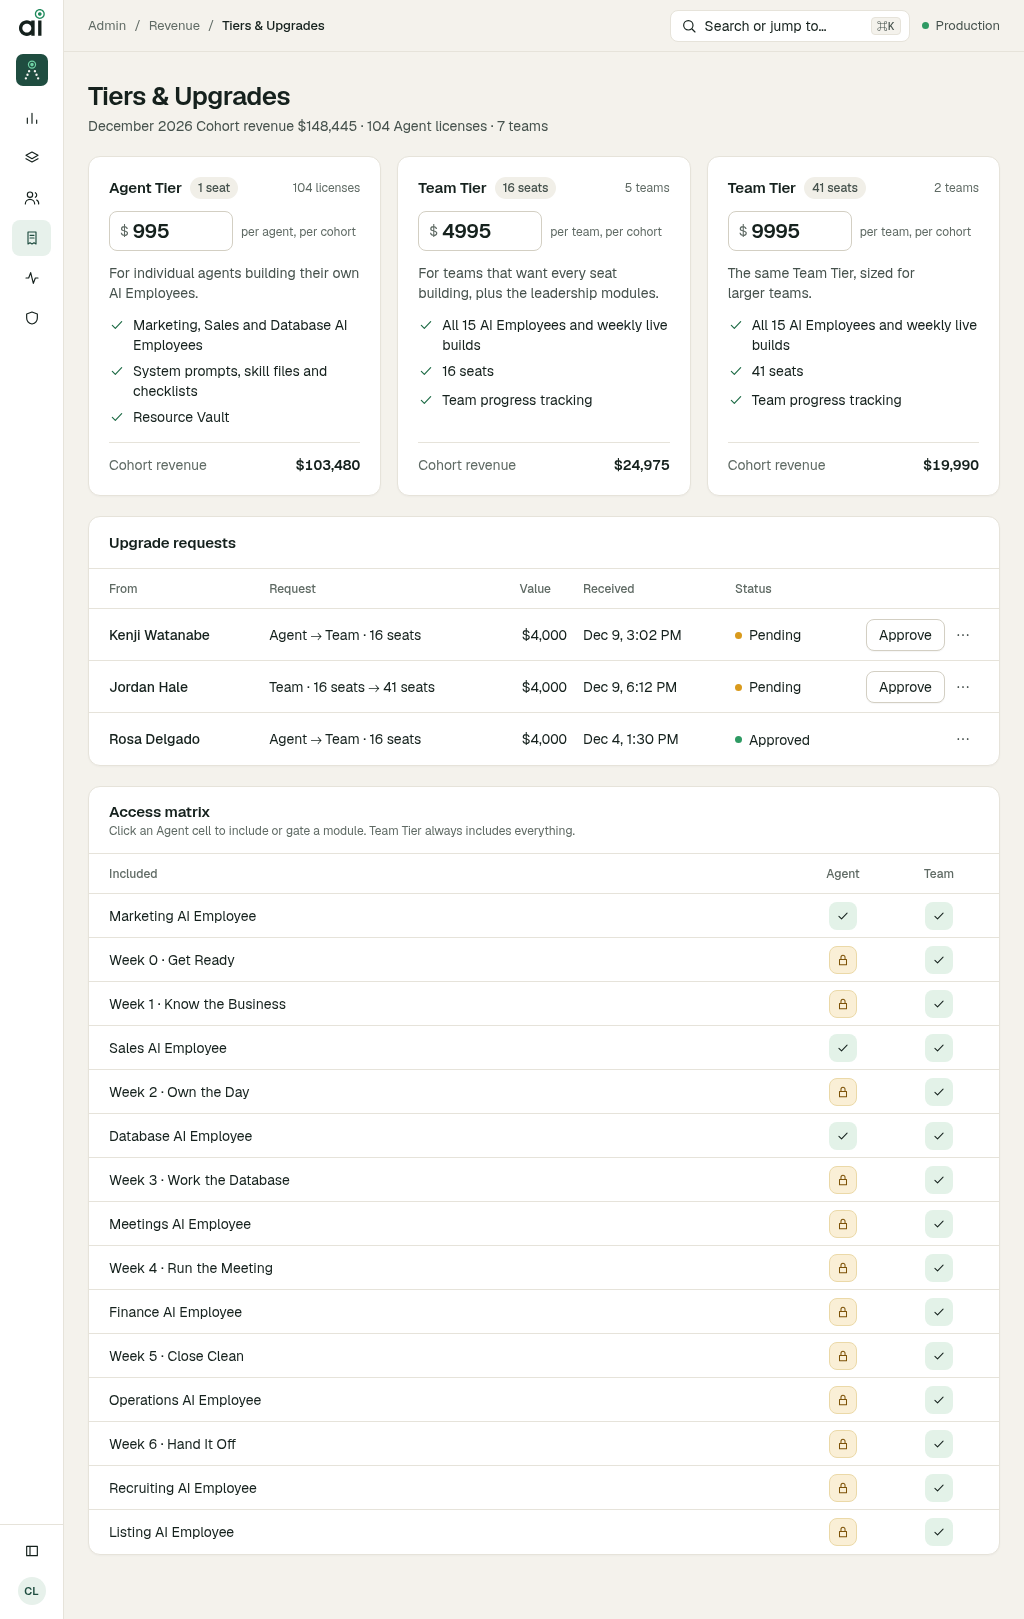 ai
Admin / Revenue / Tiers & Upgrades
Search or jump to... ⌘K
Production
Tiers & Upgrades
December 2026 Cohort revenue $148,445 · 104 Agent licenses · 7 teams
Agent Tier 1 seat 104 licenses
$ 995 per agent, per cohort
For individual agents building their own
AI Employees.
Marketing, Sales and Database AI
Employees
System prompts, skill files and
checklists
Resource Vault
Cohort revenue $103,480
Team Tier 16 seats 5 teams
$ 4995 per team, per cohort
For teams that want every seat
building, plus the leadership modules.
All 15 AI Employees and weekly live
builds
16 seats
Team progress tracking
Cohort revenue $24,975
Team Tier 41 seats 2 teams
$ 9995 per team, per cohort
The same Team Tier, sized for
larger teams.
All 15 AI Employees and weekly live
builds
41 seats
Team progress tracking
Cohort revenue $19,990
Upgrade requests
From Request Value Received Status
Kenji Watanabe Agent → Team · 16 seats $4,000 Dec 9, 3:02 PM Pending Approve ···
Jordan Hale Team · 16 seats → 41 seats $4,000 Dec 9, 6:12 PM Pending Approve ···
Rosa Delgado Agent → Team · 16 seats $4,000 Dec 4, 1:30 PM Approved ···
Access matrix
Click an Agent cell to include or gate a module. Team Tier always includes everything.
Included Agent Team
Marketing AI Employee
Week 0 · Get Ready
Week 1 · Know the Business
Sales AI Employee
Week 2 · Own the Day
Database AI Employee
Week 3 · Work the Database
Meetings AI Employee
Week 4 · Run the Meeting
Finance AI Employee
Week 5 · Close Clean
Operations AI Employee
Week 6 · Hand It Off
Recruiting AI Employee
Listing AI Employee
CL